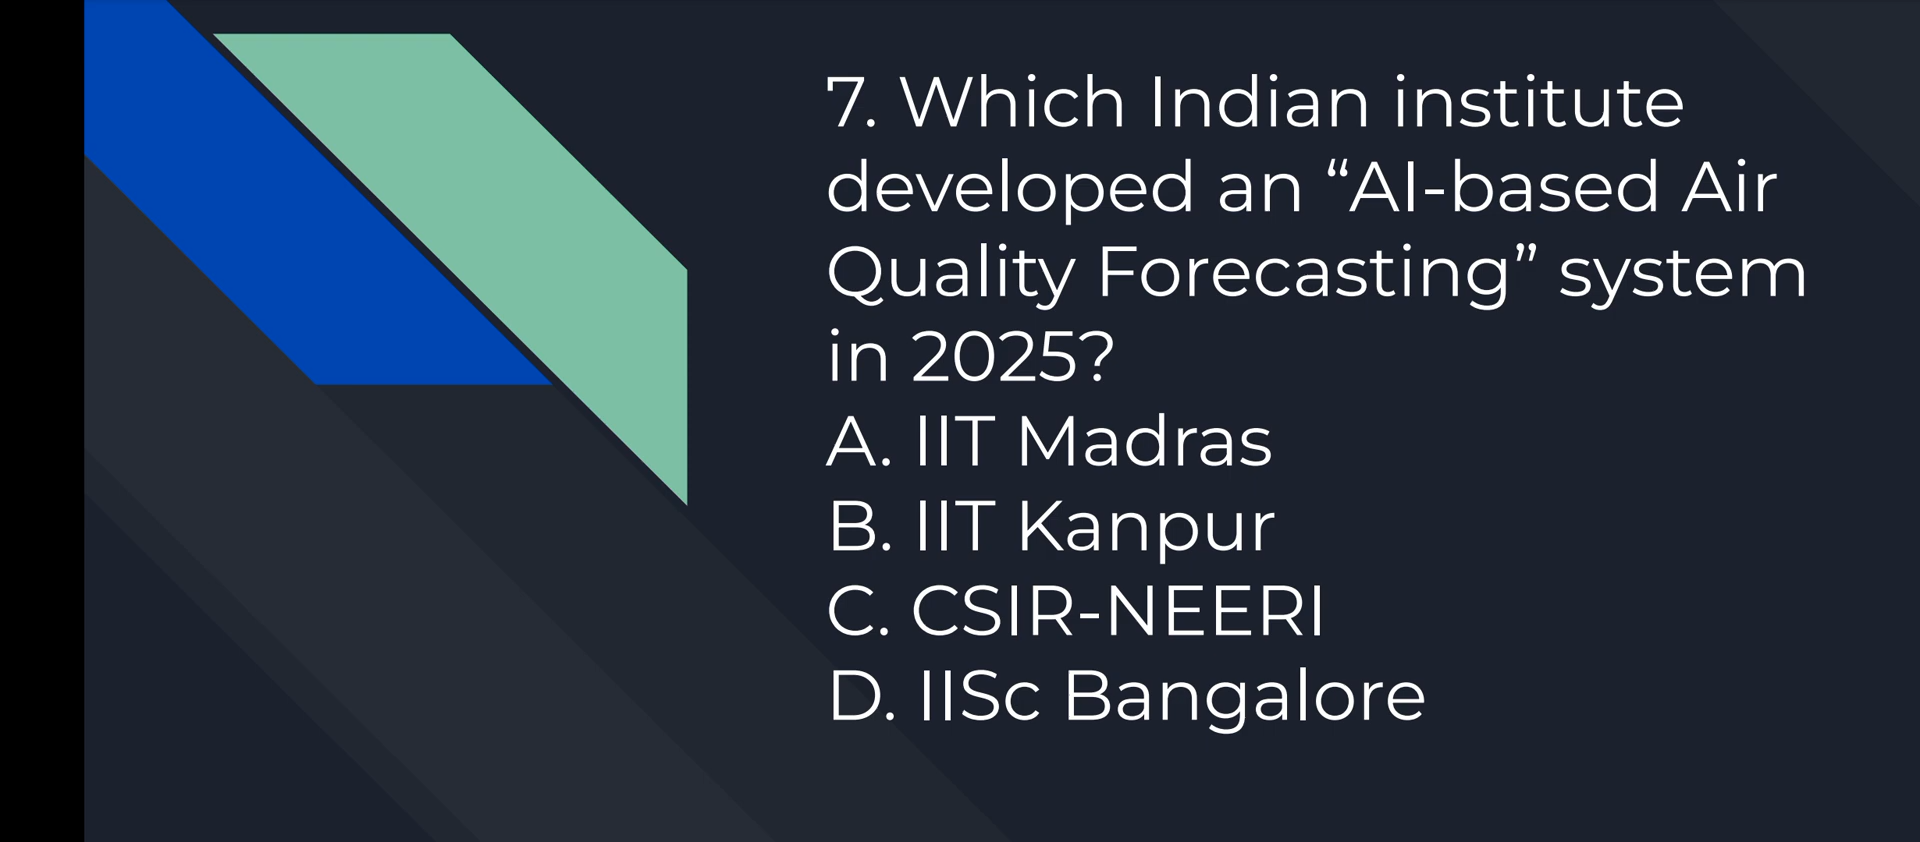 7. Which Indian institute
developed an “AI-based Air
Quality Forecasting” system
in 2025?
A. IIT Madras
B. IIT Kanpur
C. CSIR-NEERI
D. IISc Bangalore